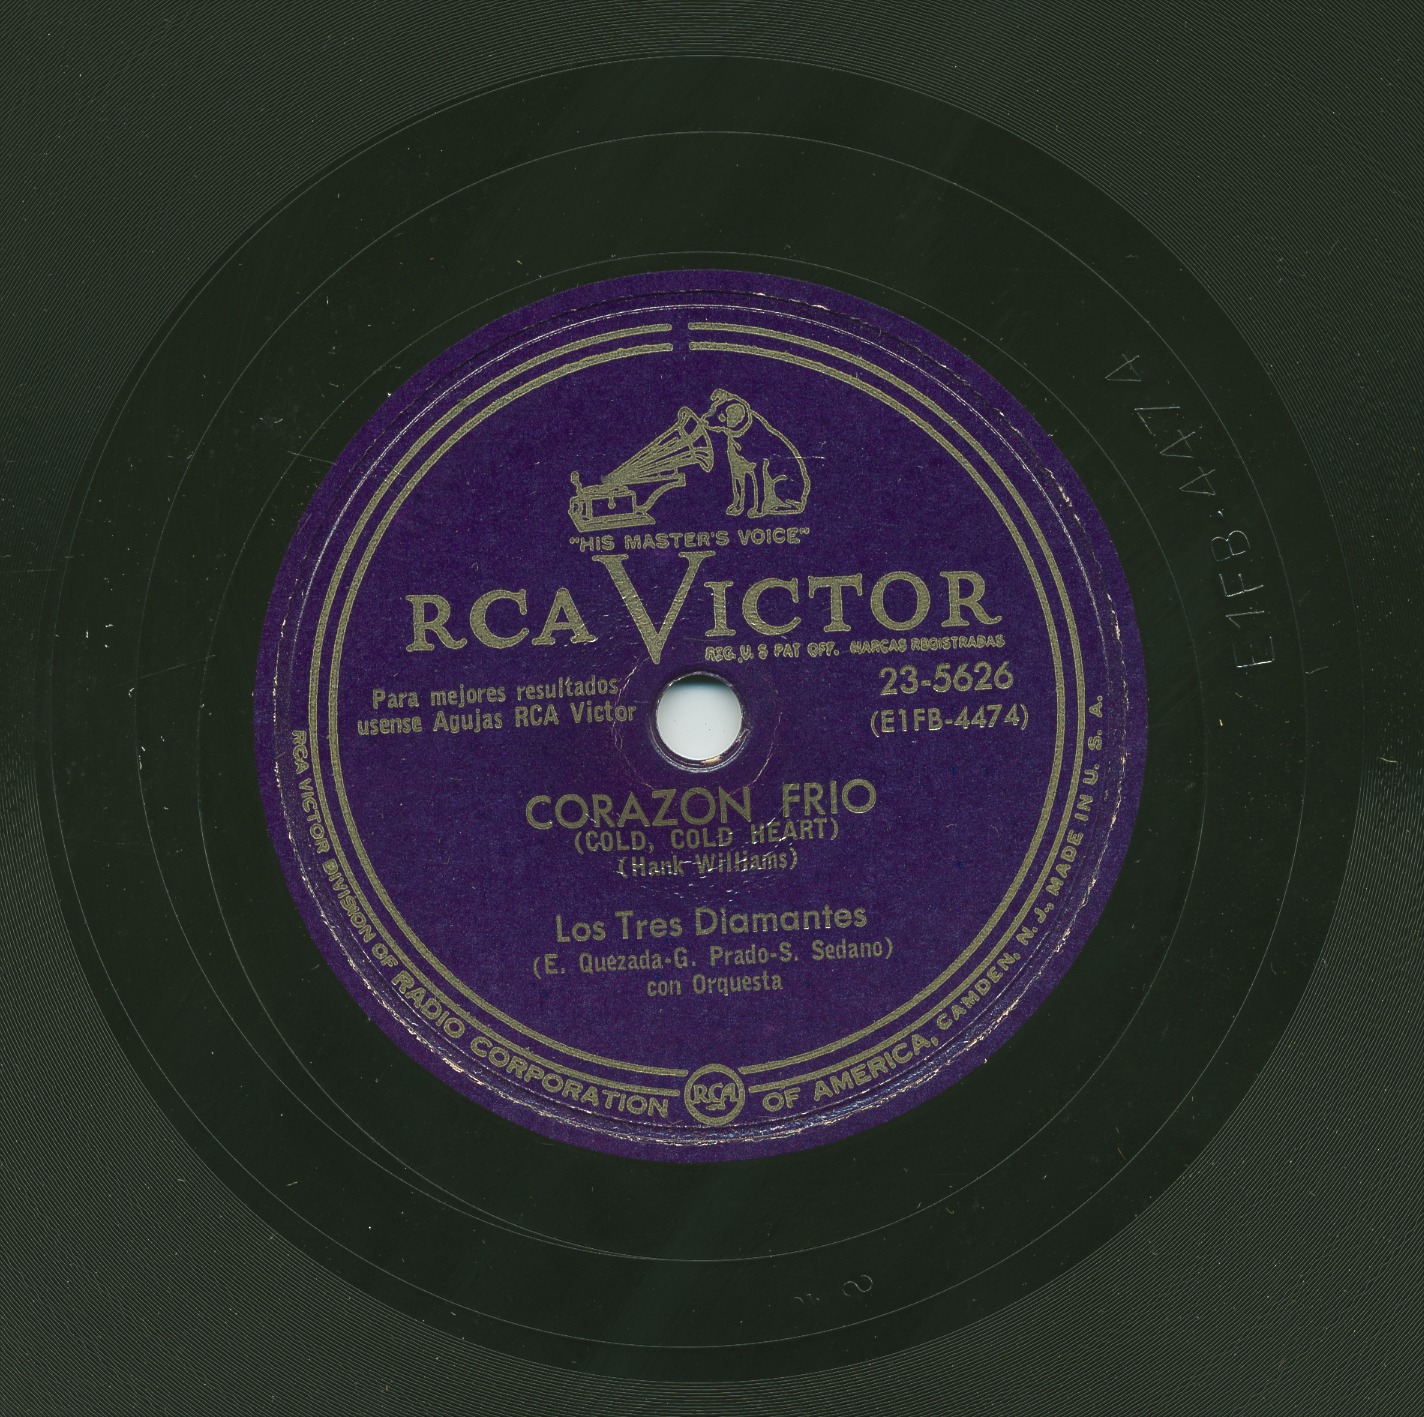 "HIS MASTER'S VOICE"
RCA VICTOR
REG. U. S PAT OFF. MARCAS REGISTRADAS
Para mejores resultados
usense Agujas RCA Victor
23-5626
(E1FB-4474)
CORAZON FRIO
(COLD, COLD HEART)
(Hank Williams)
Los Tres Diamantes
(E. Quezada-G. Prado-S. Sedano)
con Orquesta
RCA VICTOR DIVISION OF RADIO CORPORATION OF AMERICA, CAMDEN, N. J., MADE IN U. S. A.
RCA
E1FB-447